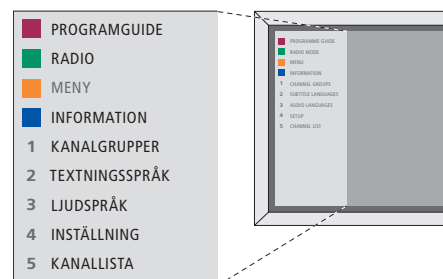 PROGRAMGUIDE
RADIO
MENY
INFORMATION
1 KANALGRUPPER
2 TEXTNINGSSPRÅK
3 LJUDSPRÅK
4 INSTÄLLNING
5 KANALLISTA
PROGRAMME GUIDE
RADIO MODE
MENU
INFORMATION
1 CHANNEL GROUPS
2 SUBTITLE LANGUAGES
3 AUDIO LANGUAGES
4 SETUP
5 CHANNEL LIST